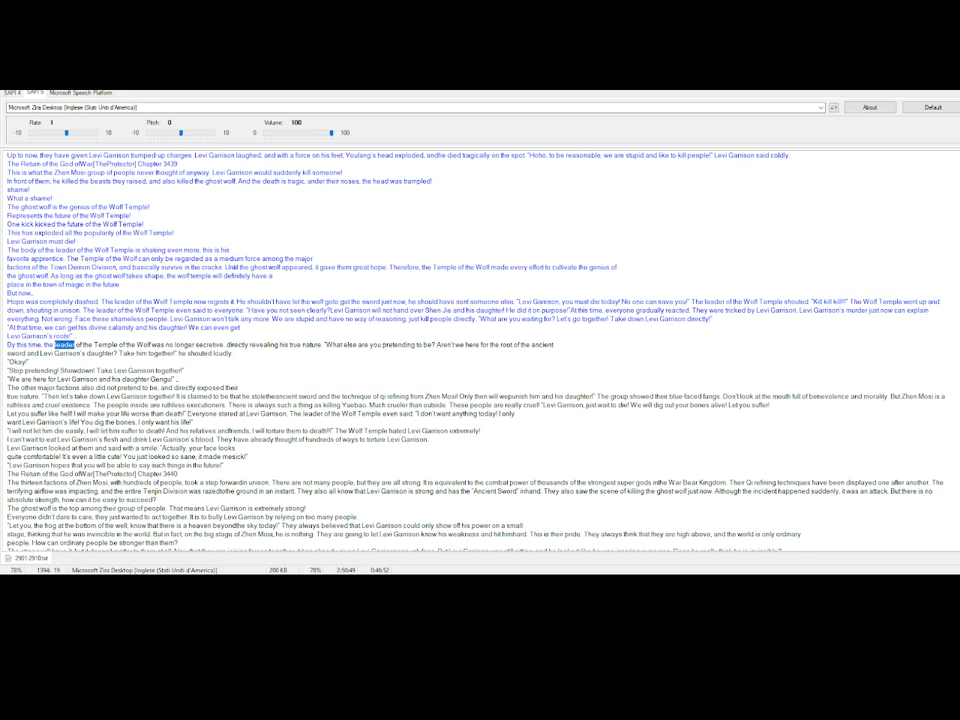 SAPI 4 SAPI 5 Microsoft Speech Platform
Microsoft Zira Desktop [Inglese (Stati Uniti d'America)] About Default
Rate: 1 Pitch: 0 Volume: 100
-10 10 -10 10 0 100
Up to now, they have given Levi Garrison trumped up charges. Levi Garrison laughed, and with a force on his feet, Youlang's head exploded, andhe died tragically on the spot. "Hoho, to be reasonable, we are stupid and like to kill people!" Levi Garrison said coldly.
The Return of the God ofWar[TheProtector] Chapter 3439
This is what the Zhen Mosi group of people never thought of anyway. Levi Garrison would suddenly kill someone!
In front of them, he killed the beasts they raised, and also killed the ghost wolf. And the death is tragic, under their noses, the head was trampled!
shame!
What a shame!
The ghost wolf is the genius of the Wolf Temple!
Represents the future of the Wolf Temple!
One kick kicked the future of the Wolf Temple!
This has exploded all the popularity of the Wolf Temple!
Levi Garrison must die!
The body of the leader of the Wolf Temple is shaking even more, this is his
favorite apprentice. The Temple of the Wolf can only be regarded as a medium force among the major
factions of the Town Demon Division, and basically survive in the cracks. Until the ghost wolf appeared, it gave them great hope. Therefore, the Temple of the Wolf made every effort to cultivate the genius of
the ghost wolf. As long as the ghost wolf takes shape, the wolf temple will definitely have a
place in the town of magic in the future.
But now...
Hope was completely dashed. The leader of the Wolf Temple now regrets it. He shouldn't have let the wolf goto get the sword just now, he should have sent someone else. "Levi Garrison, you must die today! No one can save you!" The leader of the Wolf Temple shouted. "Kill kill kill!!!" The Wolf Temple went up and
down, shouting in unison. The leader of the Wolf Temple even said to everyone. "Have you not seen clearly?Levi Garrison will not hand over Shen Jie and his daughter! He did it on purpose!"At this time, everyone gradually reacted. They were tricked by Levi Garrison. Levi Garrison's murder just now can explain
everything. Not wrong. Face these shameless people. Levi Garrison won't talk any more. We are stupid and have no way of reasoning, just kill people directly. "What are you waiting for? Let's go together! Take down Levi Garrison directly!"
"At that time, we can get his divine calamity and his daughter! We can even get
Levi Garrison's roots!"...
By this time, the leader of the Temple of the Wolf was no longer secretive, directly revealing his true nature. "What else are you pretending to be? Aren't we here for the root of the ancient
sword and Levi Garrison's daughter? Take him together!" he shouted loudly.
"Okay!"
"Stop pretending! Showdown! Take Levi Garrison together!"
"We are here for Levi Garrison and his daughter Gengu!"...
The other major factions also did not pretend to be, and directly exposed their
true nature. "Then let's take down Levi Garrison together! It is claimed to be that he stoletheancient sword and the technique of qi refining from Zhen Mosi! Only then will wepunish him and his daughter!" The group showed their blue-faced fangs. Don't look at the mouth full of benevolence and morality. But Zhen Mosi is a
ruthless and cruel existence. The people inside are ruthless executioners. There is always such a thing as killing Yuebao. Much crueler than outside. These people are really cruel! "Levi Garrison, just wait to die! We will dig out your bones alive! Let you suffer!
Let you suffer like hell! I will make your life worse than death!" Everyone stared at Levi Garrison. The leader of the Wolf Temple even said. "I don't want anything today! I only
want Levi Garrison's life! You dig the bones, I only want his life!"
"I will not let him die easily, I will let him suffer to death! And his relatives andfriends, I will torture them to death!!!" The Wolf Temple hated Levi Garrison extremely!
I can't wait to eat Levi Garrison's flesh and drink Levi Garrison's blood. They have already thought of hundreds of ways to torture Levi Garrison.
Levi Garrison looked at them and said with a smile: "Actually, your face looks
quite comfortable! It's even a little cute! You just looked so sane, it made mesick!"
"Levi Garrison hopes that you will be able to say such things in the future!"
The Return of the God ofWar[TheProtector] Chapter 3440
The thirteen factions of Zhen Mosi, with hundreds of people, took a step forwardin unison. There are not many people, but they are all strong. It is equivalent to the combat power of thousands of the strongest super gods inthe War Bear Kingdom. Their Qi refining techniques have been displayed one after another. The
terrifying airflow was impacting, and the entire Tenjin Division was razedtothe ground in an instant. They also all know that Levi Garrison is strong and has the "Ancient Sword" inhand. They also saw the scene of killing the ghost wolf just now. Although the incident happened suddenly, it was an attack. But there is no
absolute strength, how can it be easy to succeed?
The ghost wolf is the top among their group of people. That means Levi Garrison is extremely strong!
Everyone didn't dare to care, they just wanted to act together. It is to bully Levi Garrison by relying on too many people.
"Let you, the frog at the bottom of the well, know that there is a heaven beyondthe sky today!" They always believed that Levi Garrison could only show off his power on a small
stage, thinking that he was invincible in the world. But in fact, on the big stage of Zhen Mosi, he is nothing. They are going to let Levi Garrison know his weakness and hit himhard. This is their pride. They always think that they are high above, and the world is only ordinary
people. How can ordinary people be stronger than them?
2901-2910.txt
78% 1394; 19 Microsoft Zira Desktop [Inglese (Stati Uniti d'America)] 200 KB 78% 2:50:49 0:46:52